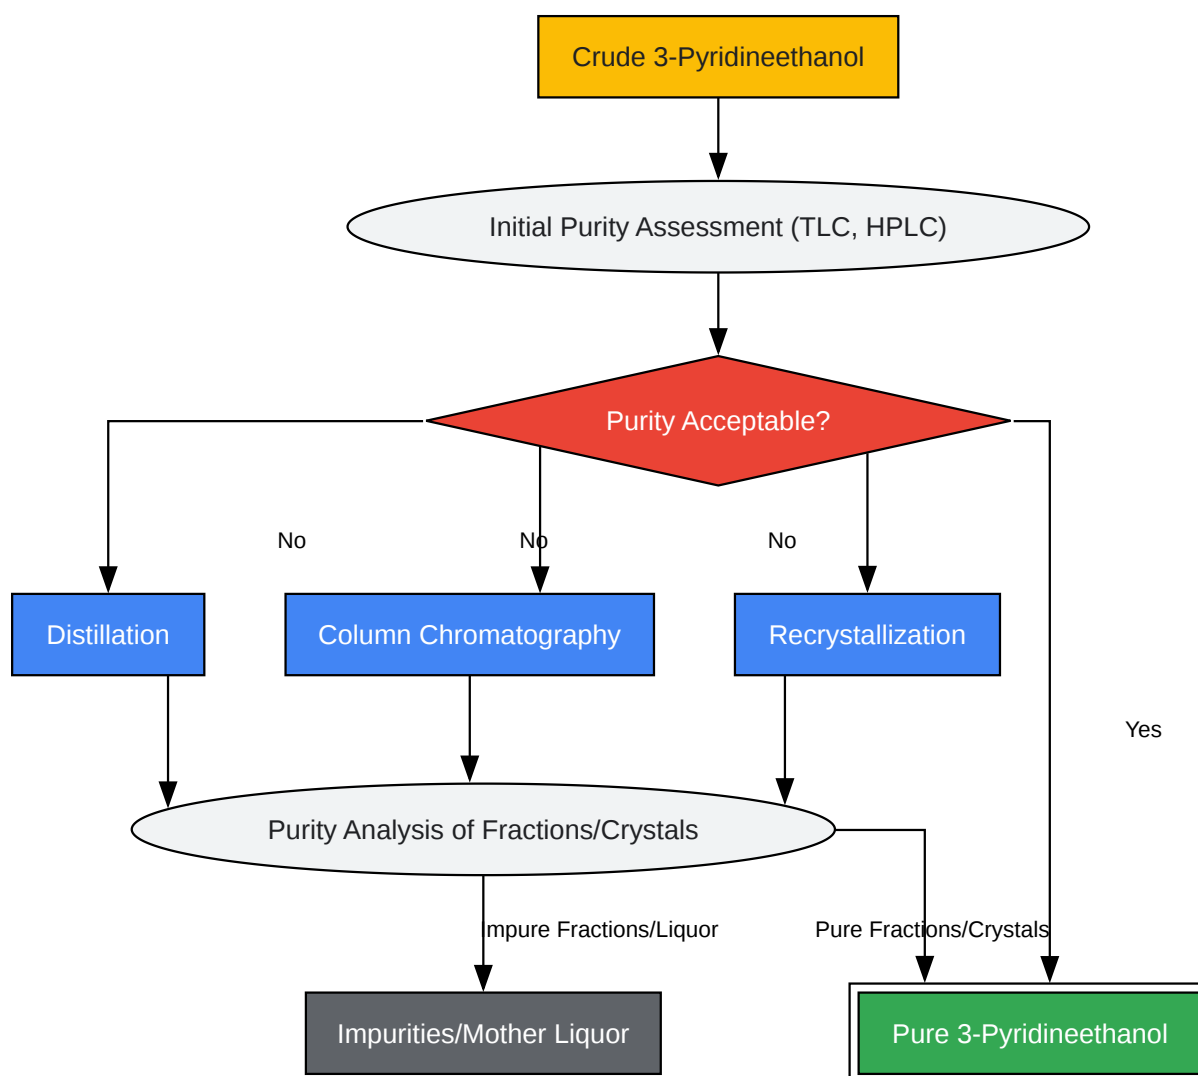 Crude 3-Pyridineethanol
Initial Purity Assessment (TLC, HPLC)
Purity Acceptable?
No
No
No
Distillation
Column Chromatography
Recrystallization
Yes
Purity Analysis of Fractions/Crystals
Impure Fractions/Liquor
Pure Fractions/Crystals
Impurities/Mother Liquor
Pure 3-Pyridineethanol